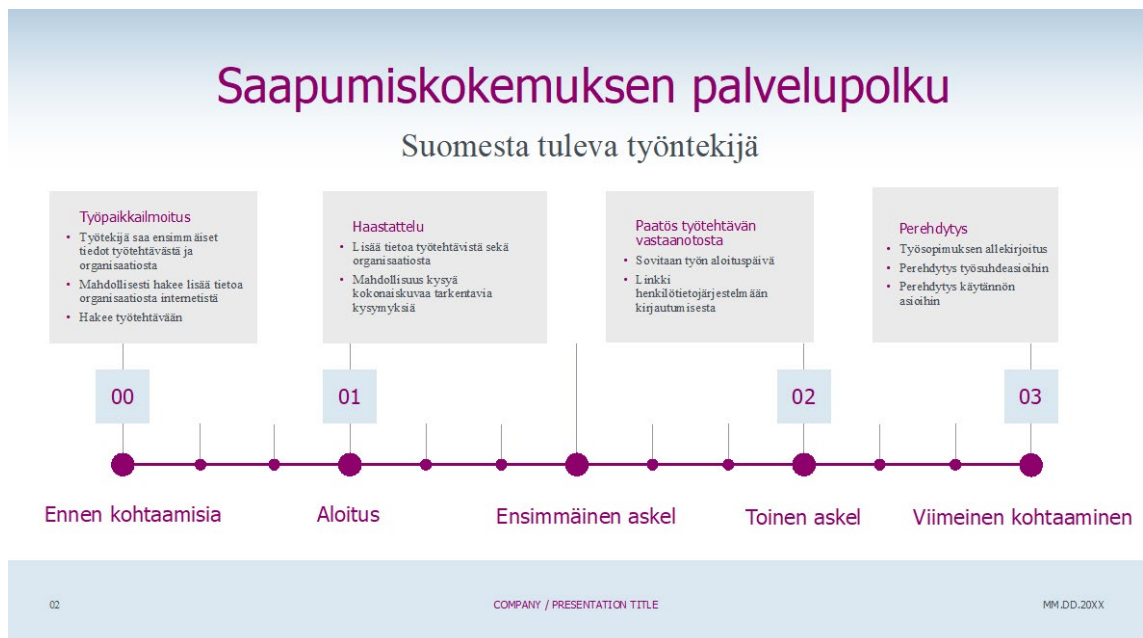 Saapumiskokemuksen palvelupolku
Suomesta tuleva työntekijä
Työpaikkailmoitus
• Työtekijä saa ensimmäiset
tiedot työtehtävästä ja
organisaatiosta
• Mahdollisesti hakee lisää tietoa
organisaatiosta internetistä
• Hakee työtehtävään
Haastattelu
• Lisää tietoa työtehtävistä sekä
organisaatiosta
• Mahdollisuus kysyä
kokonaiskuvaa tarkentavia
kysymyksiä
Paatös työtehtävän
vastaanotosta
• Sovitaan työn aloituspäivä
• Linkki
henkilötietojärjestelmään
kirjautumisesta
Perehdytys
• Työsopimuksen allekirjoitus
• Perehdytys työsuhdeasioihin
• Perehdytys käytännön
asioihin
00
01
02
03
Ennen kohtaamisia
Aloitus
Ensimmäinen askel
Toinen askel
Viimeinen kohtaaminen
02
COMPANY / PRESENTATION TITLE
MM.DD.20XX